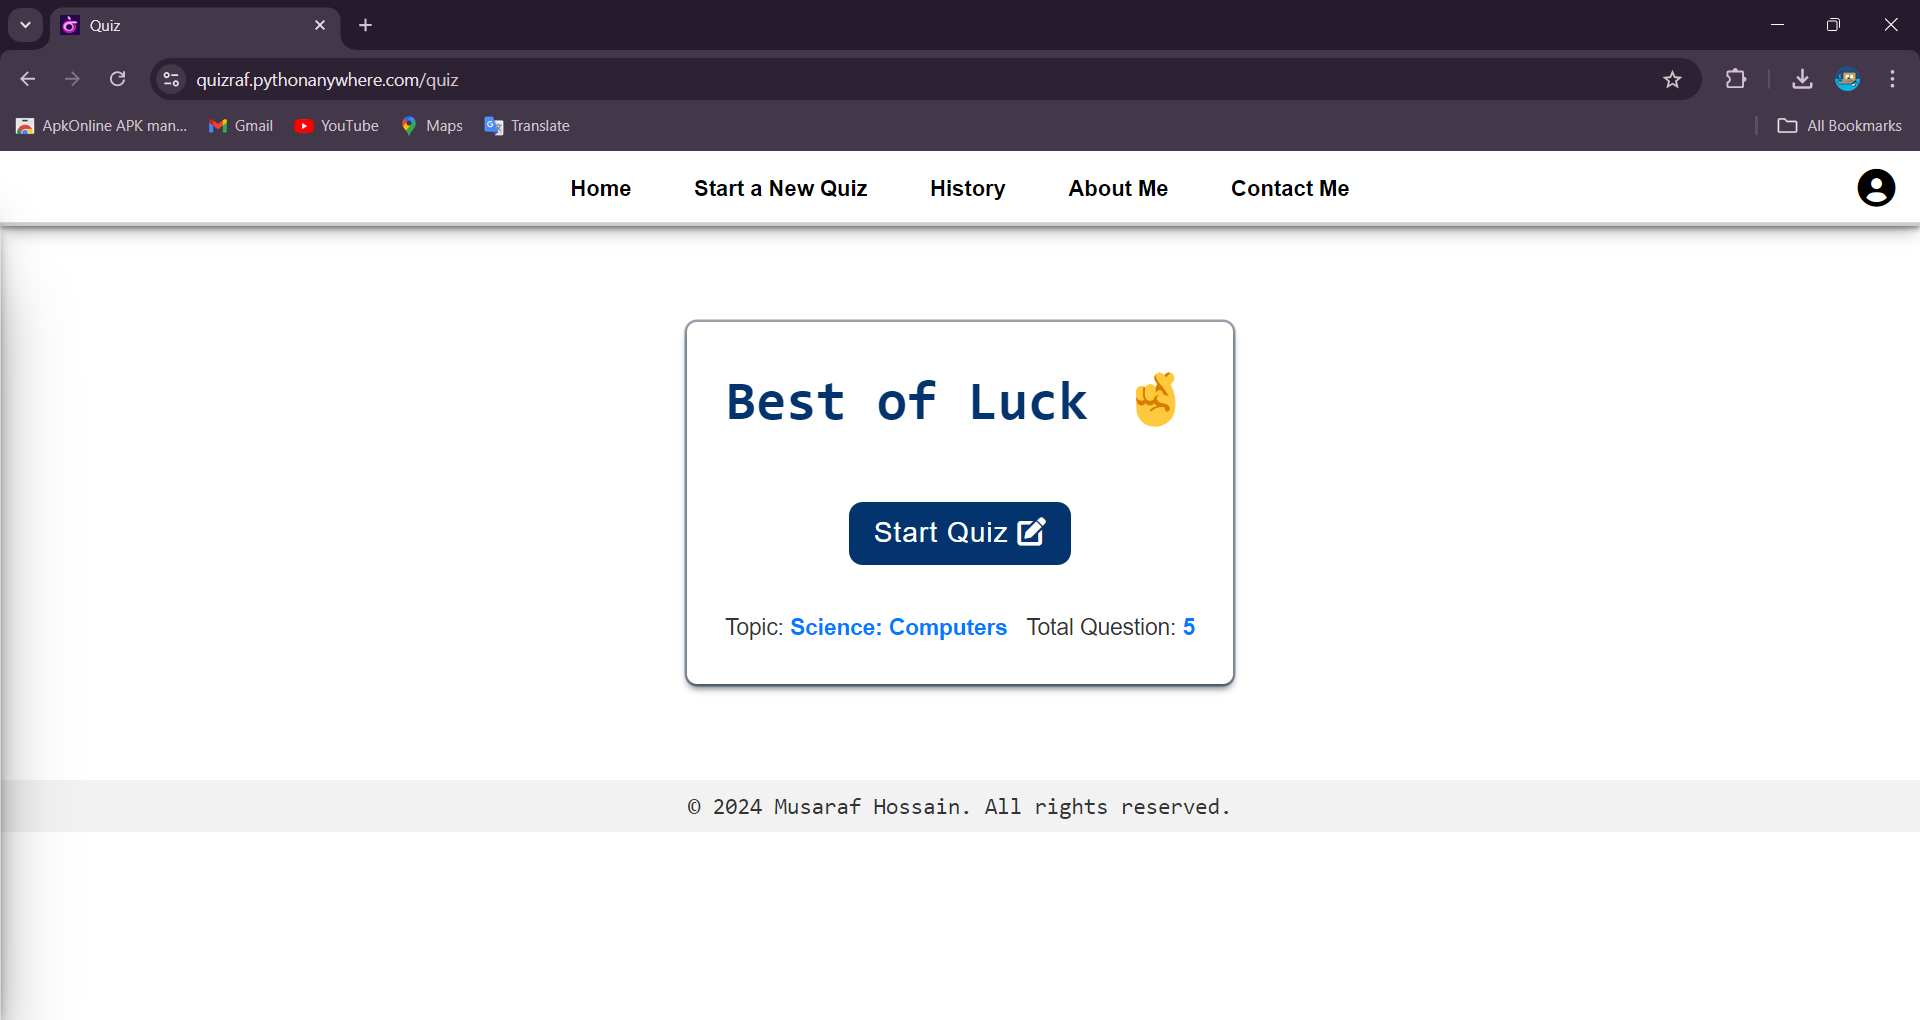 Quiz
quizraf.pythonanywhere.com/quiz
ApkOnline APK man... Gmail YouTube Maps Translate All Bookmarks
Home Start a New Quiz History About Me Contact Me
Best of Luck 🤞
Start Quiz
Topic: Science: Computers Total Question: 5
© 2024 Musaraf Hossain. All rights reserved.